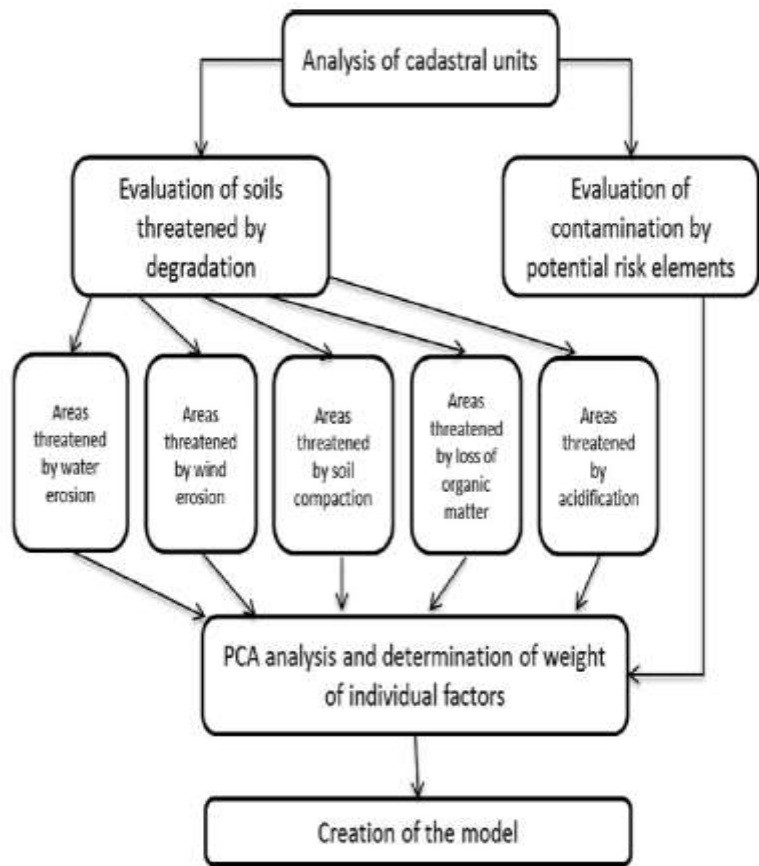 Analysis of cadastral units
Evaluation of soils
threatened by
degradation
Evaluation of
contamination by
potential risk elements
Areas
threatened
by water
erosion
Areas
threatened
by wind
erosion
Areas
threatened
by soil
compaction
Areas
threatened
by loss of
organic
matter
Areas
threatened
by
acidification
PCA analysis and determination of weight
of individual factors
Creation of the model